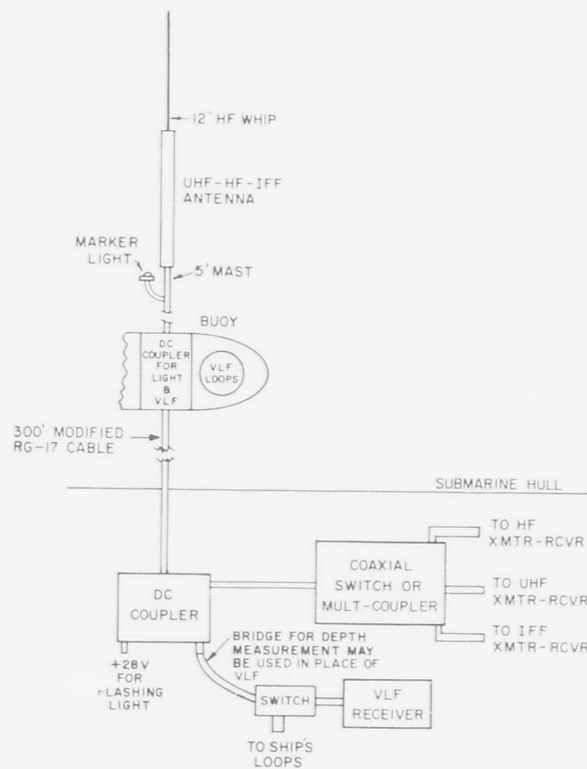 12' HF WHIP
UHF-HF-IFF
ANTENNA
MARKER
LIGHT
5' MAST
BUOY
DC
COUPLER
FOR
LIGHT
&
VLF
VLF
LOOPS
300' MODIFIED
RG-17 CABLE
SUBMARINE HULL
TO HF
XMTR-RCVR
COAXIAL
SWITCH OR
MULT-COUPLER
TO UHF
XMTR-RCVR
TO IFF
XMTR-RCVR
DC
COUPLER
BRIDGE FOR DEPTH
MEASUREMENT MAY
BE USED IN PLACE OF
VLF
+28V
FOR
FLASHING
LIGHT
SWITCH
VLF
RECEIVER
TO SHIP'S
LOOPS